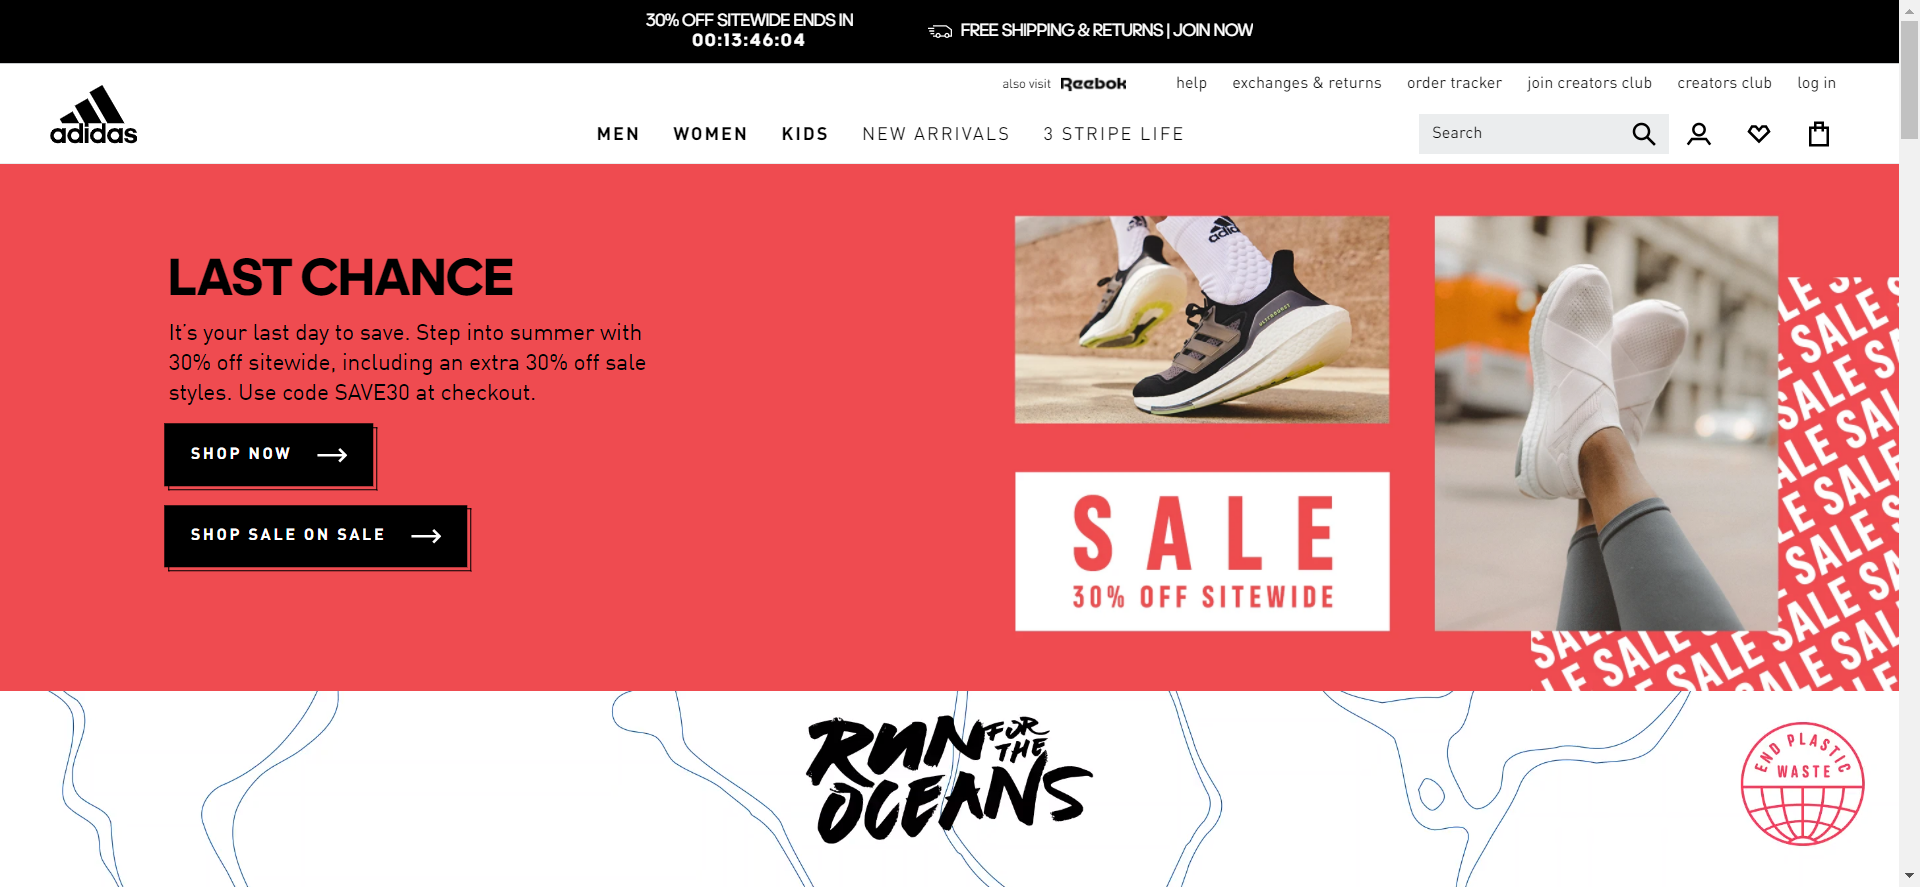 30% OFF SITEWIDE ENDS IN
00:13:46:04
FREE SHIPPING & RETURNS | JOIN NOW
also visit Reebok
help
exchanges & returns
order tracker
join creators club
creators club
log in
adidas
MEN
WOMEN
KIDS
NEW ARRIVALS
3 STRIPE LIFE
Search
LAST CHANCE
It's your last day to save. Step into summer with
30% off sitewide, including an extra 30% off sale
styles. Use code SAVE30 at checkout.
SHOP NOW
SHOP SALE ON SALE
SALE
30% OFF SITEWIDE
SALE
SALE
SALE
SALE
SALE
SALE SALE SALE
RUN FOR
THE
OCEANS
END PLASTIC
WASTE